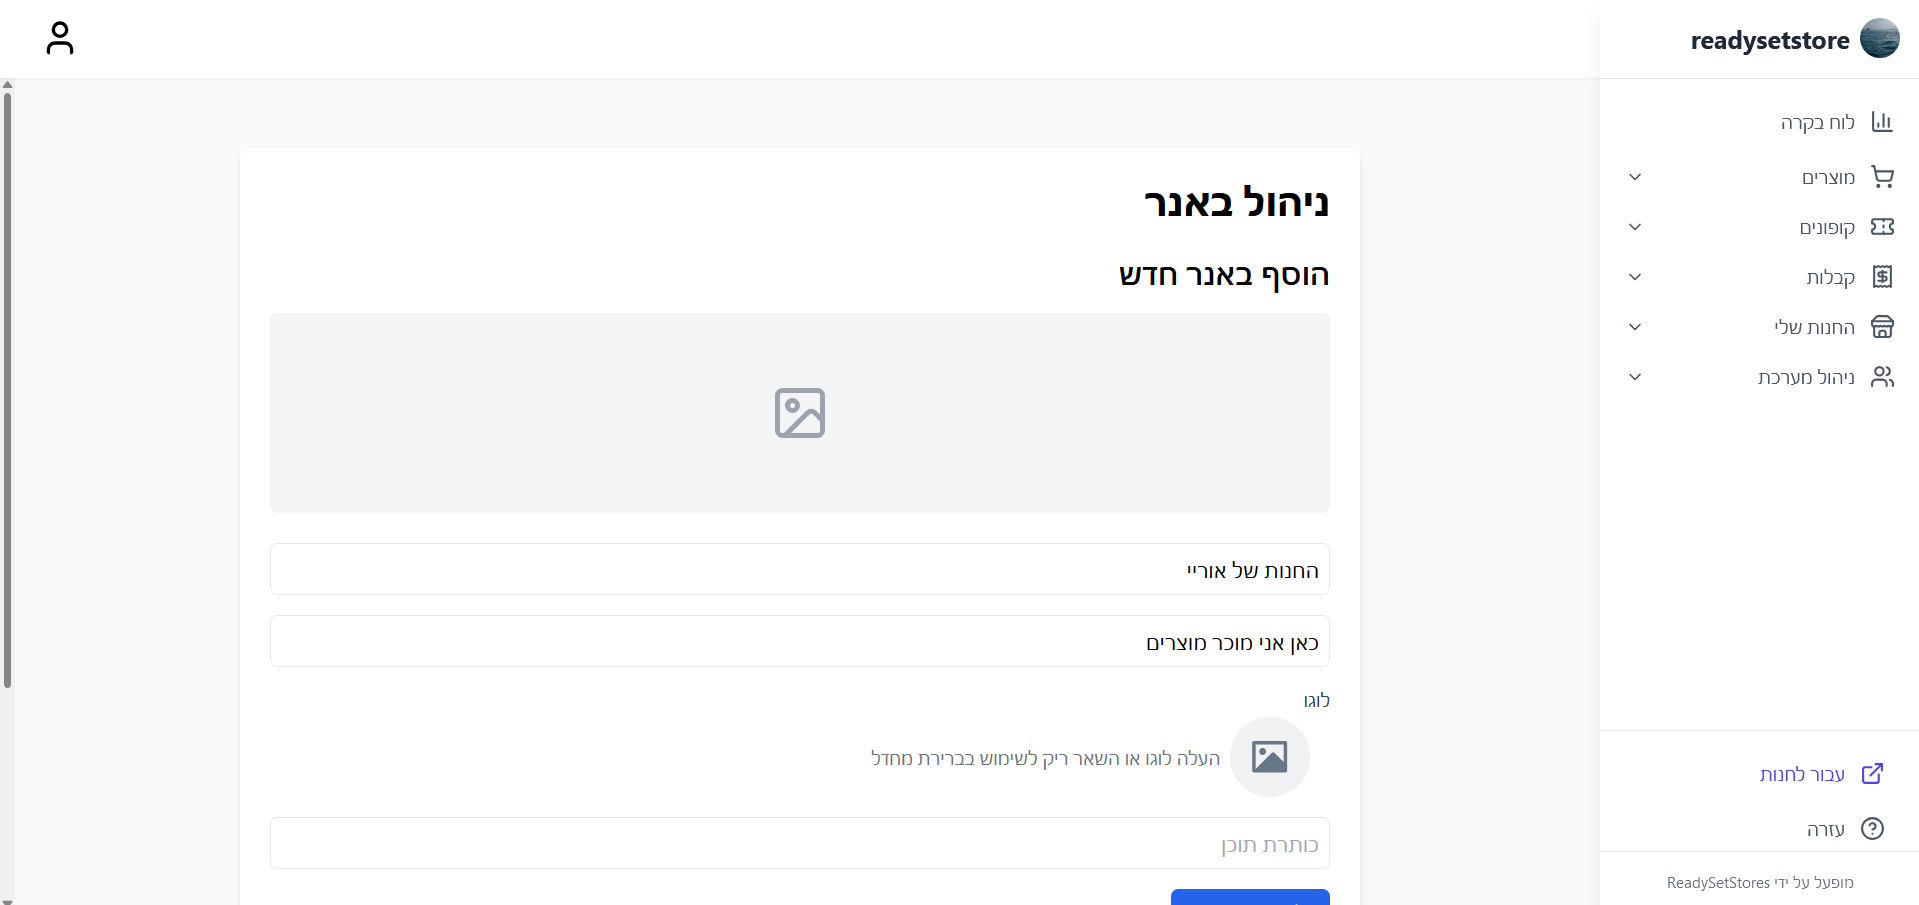 readysetstore
לוח בקרה
מוצרים
קופונים
קבלות
החנות שלי
ניהול מערכת
עבור לחנות
עזרה
מופעל על ידי ReadySetStores
ניהול באנר
הוסף באנר חדש
החנות של אוריי
כאן אני מוכר מוצרים
לוגו
העלה לוגו או השאר ריק לשימוש בברירת מחדל
כותרת תוכן